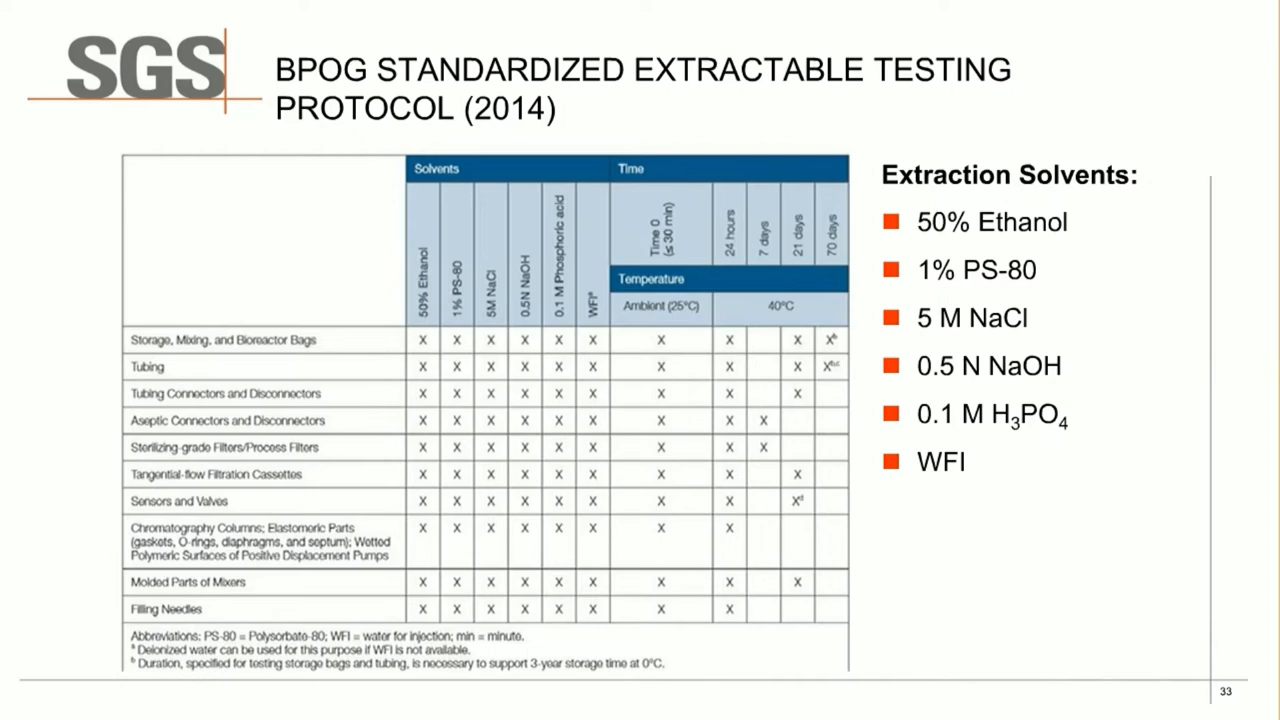 SGS
BPOG STANDARDIZED EXTRACTABLE TESTING
PROTOCOL (2014)
Solvents Time
50% Ethanol 1% PS-80 5M NaCl 0.5N NaOH 0.1 M Phosphoric acid WFIᵃ Time 0 (≤ 30 min) 24 hours 7 days 21 days 70 days
Temperature
Ambient (25°C) 40°C
Storage, Mixing, and Bioreactor Bags X X X X X X X X X Xᵇ
Tubing X X X X X X X X X Xᵇ,ᶜ
Tubing Connectors and Disconnectors X X X X X X X X X
Aseptic Connectors and Disconnectors X X X X X X X X X
Sterilizing-grade Filters/Process Filters X X X X X X X X X
Tangential-flow Filtration Cassettes X X X X X X X X X
Sensors and Valves X X X X X X X X Xᵈ
Chromatography Columns; Elastomeric Parts X X X X X X X X
(gaskets, O-rings, diaphragms, and septum); Wetted
Polymeric Surfaces of Positive Displacement Pumps
Molded Parts of Mixers X X X X X X X X X
Filling Needles X X X X X X X X
Abbreviations: PS-80 = Polysorbate-80; WFI = water for injection; min = minute.
ᵃ Deionized water can be used for this purpose if WFI is not available.
ᵇ Duration, specified for testing storage bags and tubing, is necessary to support 3-year storage time at 0°C.
Extraction Solvents:
50% Ethanol
1% PS-80
5 M NaCl
0.5 N NaOH
0.1 M H₃PO₄
WFI
33